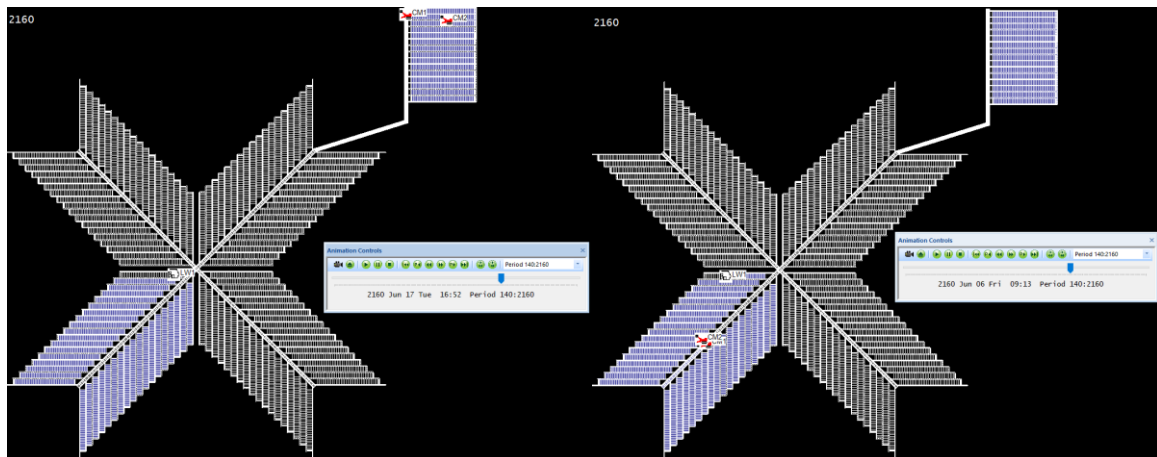 2160
CM1
CM2
LW1
Animation Controls
Period 140:2160
2160 Jun 17 Tue 16:52 Period 140:2160
2160
LW1
CM2
Animation Controls
Period 140:2160
2160 Jun 06 Fri 09:13 Period 140:2160